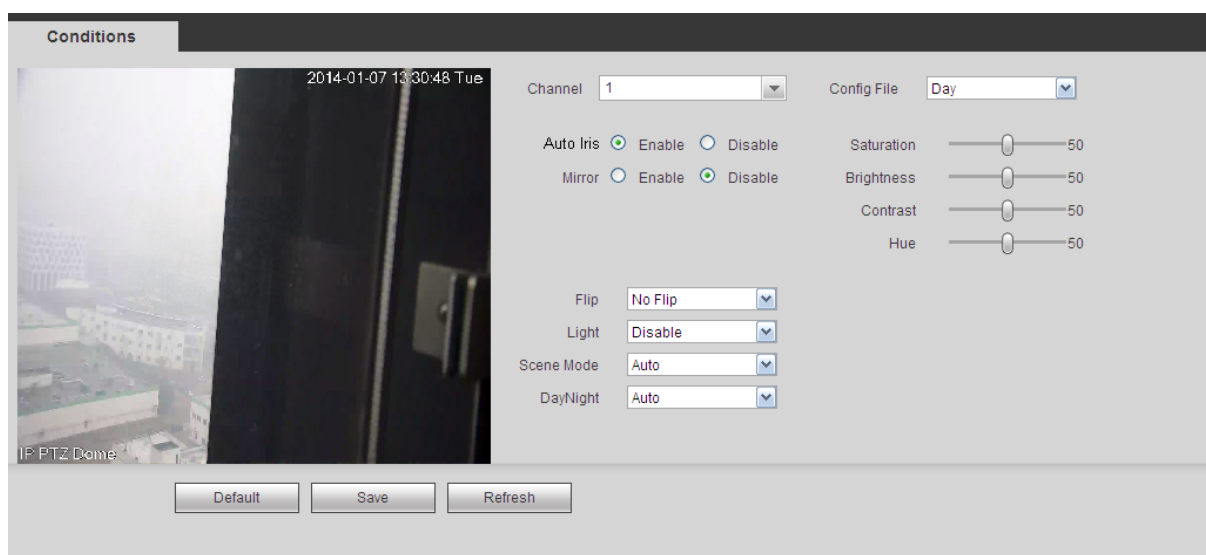 Conditions
2014-01-07 13:30:48 Tue
IP PTZ Dome
Channel 1
Config File Day
Auto Iris Enable Disable
Mirror Enable Disable
Saturation 50
Brightness 50
Contrast 50
Hue 50
Flip No Flip
Light Disable
Scene Mode Auto
DayNight Auto
Default Save Refresh